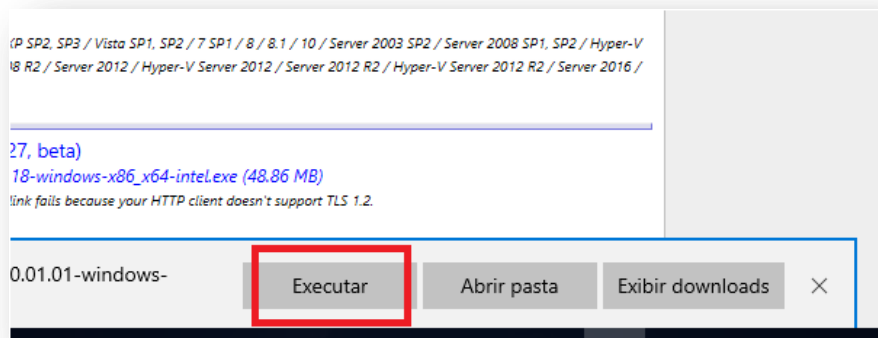 XP SP2, SP3 / Vista SP1, SP2 / 7 SP1 / 8 / 8.1 / 10 / Server 2003 SP2 / Server 2008 SP1, SP2 / Hyper-V
08 R2 / Server 2012 / Hyper-V Server 2012 / Server 2012 R2 / Hyper-V Server 2012 R2 / Server 2016 /
27, beta)
18-windows-x86_x64-intel.exe (48.86 MB)
link fails because your HTTP client doesn't support TLS 1.2.
0.01.01-windows-
Executar Abrir pasta Exibir downloads